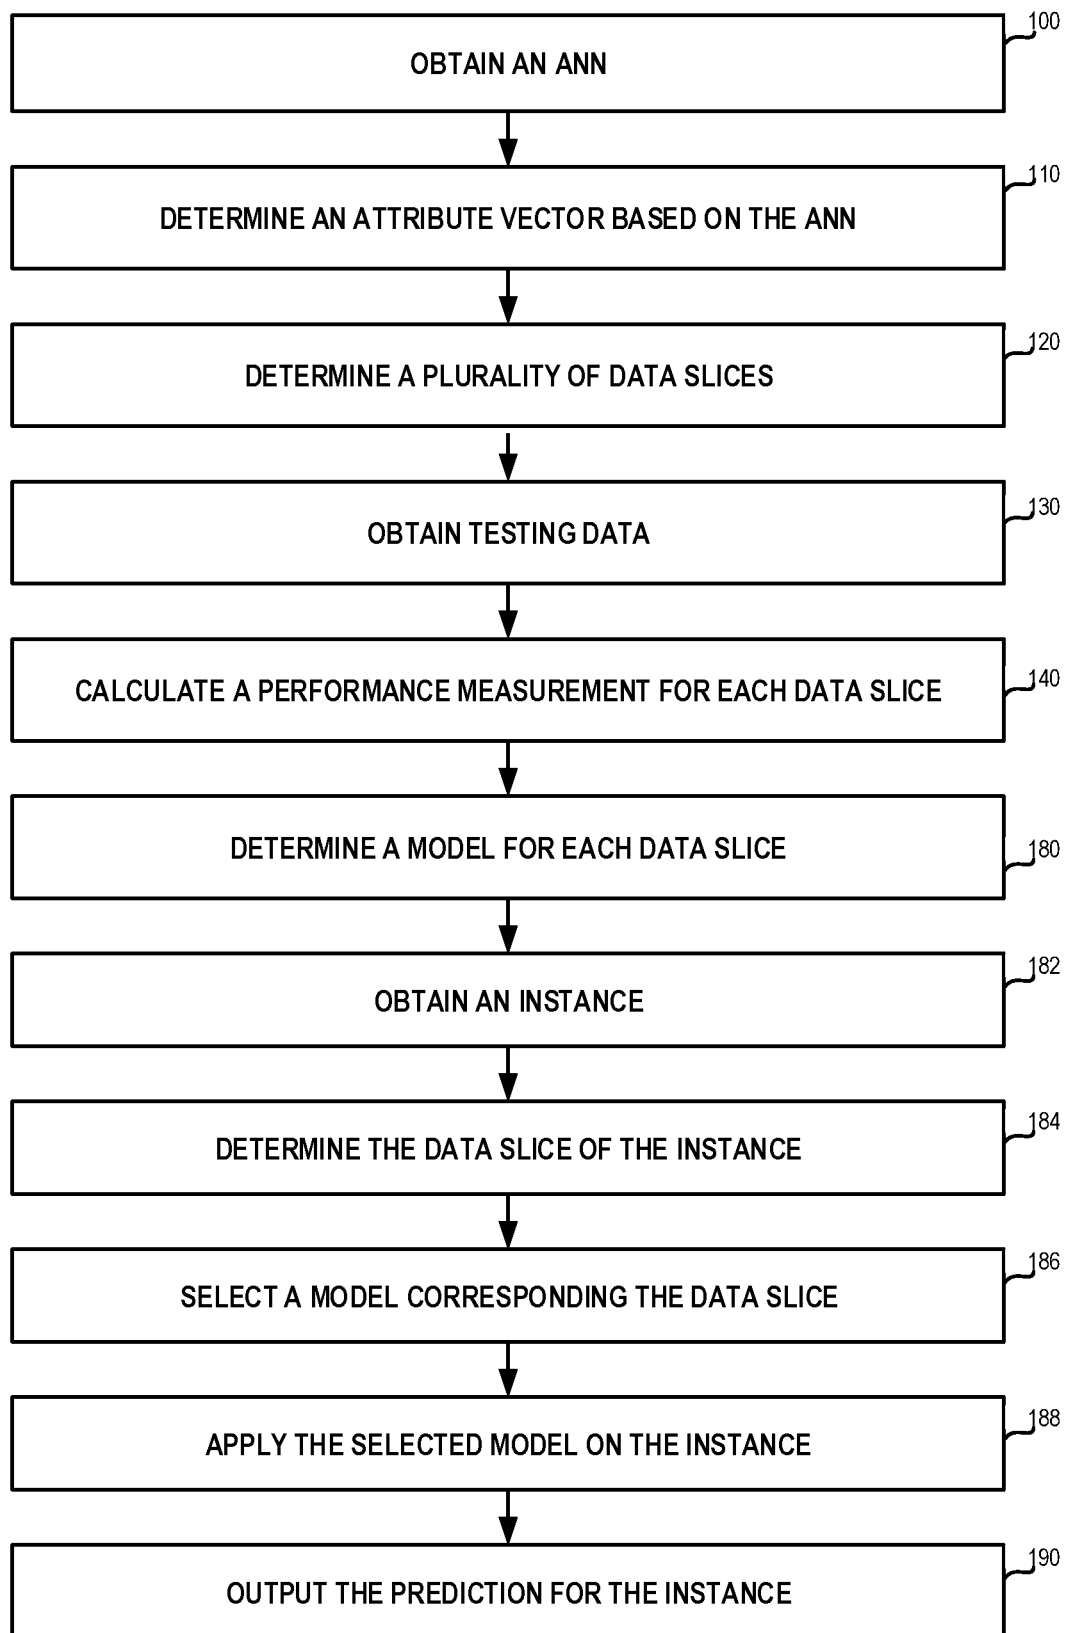 100
OBTAIN AN ANN
110
DETERMINE AN ATTRIBUTE VECTOR BASED ON THE ANN
120
DETERMINE A PLURALITY OF DATA SLICES
130
OBTAIN TESTING DATA
140
CALCULATE A PERFORMANCE MEASUREMENT FOR EACH DATA SLICE
180
DETERMINE A MODEL FOR EACH DATA SLICE
182
OBTAIN AN INSTANCE
184
DETERMINE THE DATA SLICE OF THE INSTANCE
186
SELECT A MODEL CORRESPONDING THE DATA SLICE
188
APPLY THE SELECTED MODEL ON THE INSTANCE
190
OUTPUT THE PREDICTION FOR THE INSTANCE